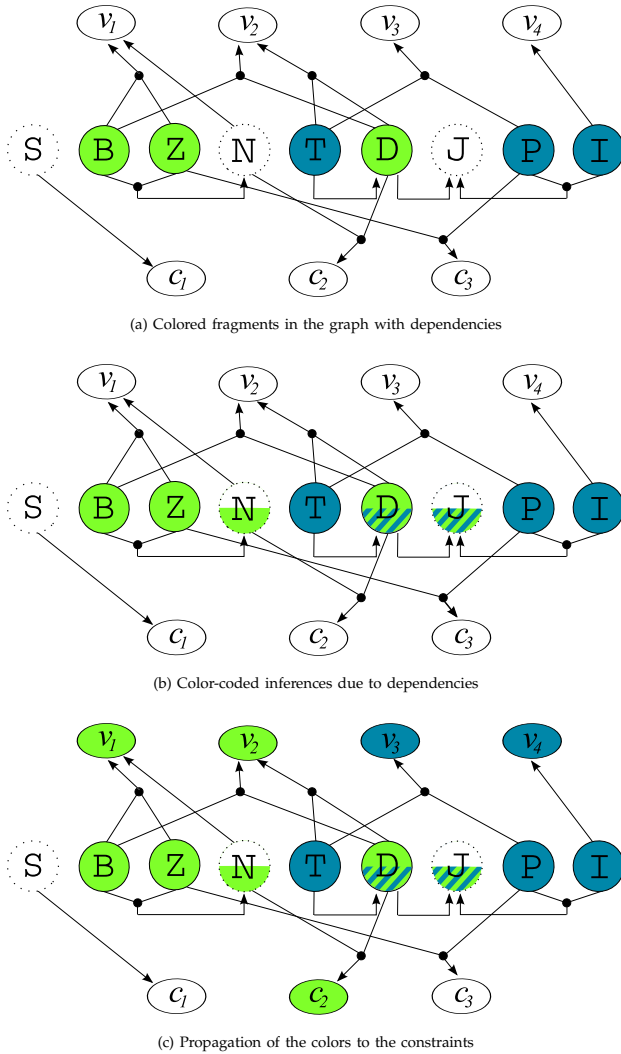 v1 v2 v3 v4
S B Z N T D J P I
c1 c2 c3
(a) Colored fragments in the graph with dependencies
v1 v2 v3 v4
S B Z N T D J P I
c1 c2 c3
(b) Color-coded inferences due to dependencies
v1 v2 v3 v4
S B Z N T D J P I
c1 c2 c3
(c) Propagation of the colors to the constraints